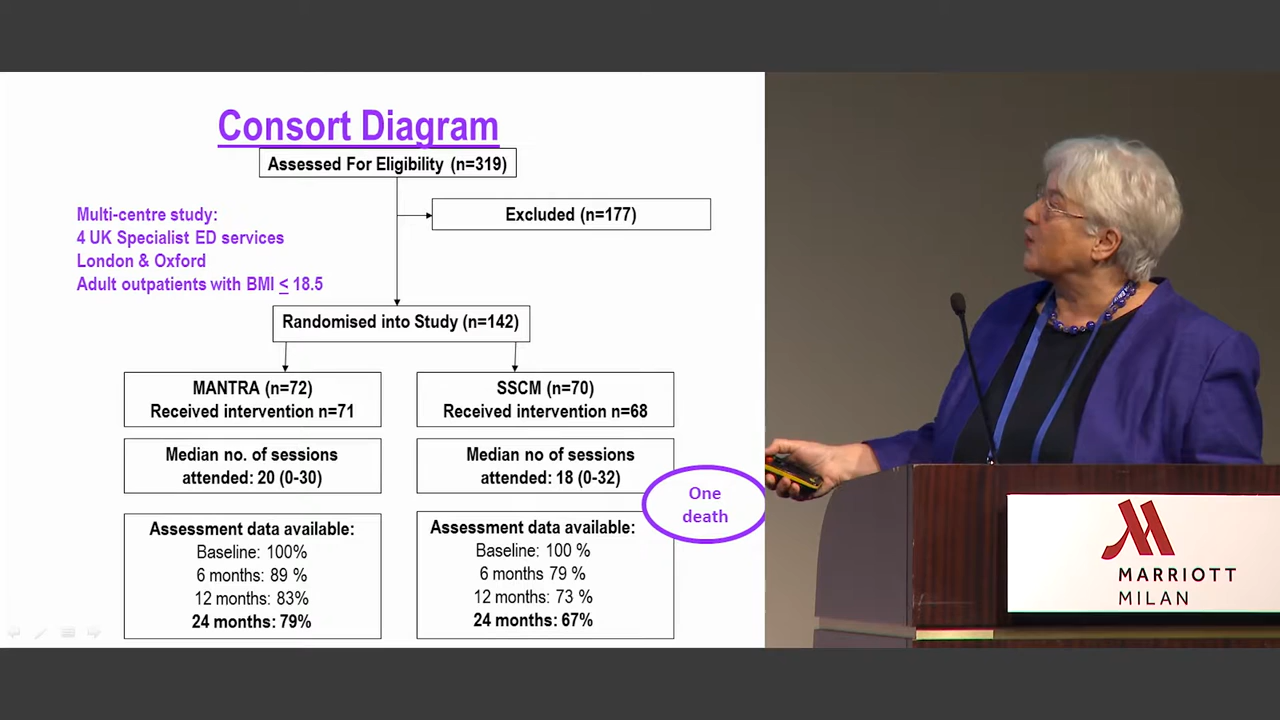 Consort Diagram
Assessed For Eligibility (n=319)
Excluded (n=177)
Multi-centre study:
4 UK Specialist ED services
London & Oxford
Adult outpatients with BMI ≤ 18.5
Randomised into Study (n=142)
MANTRA (n=72)
Received intervention n=71
SSCM (n=70)
Received intervention n=68
Median no. of sessions
attended: 20 (0-30)
Median no of sessions
attended: 18 (0-32)
One
death
Assessment data available:
Baseline: 100%
6 months: 89 %
12 months: 83%
24 months: 79%
Assessment data available:
Baseline: 100 %
6 months 79 %
12 months: 73 %
24 months: 67%
MARRIOTT
MILAN